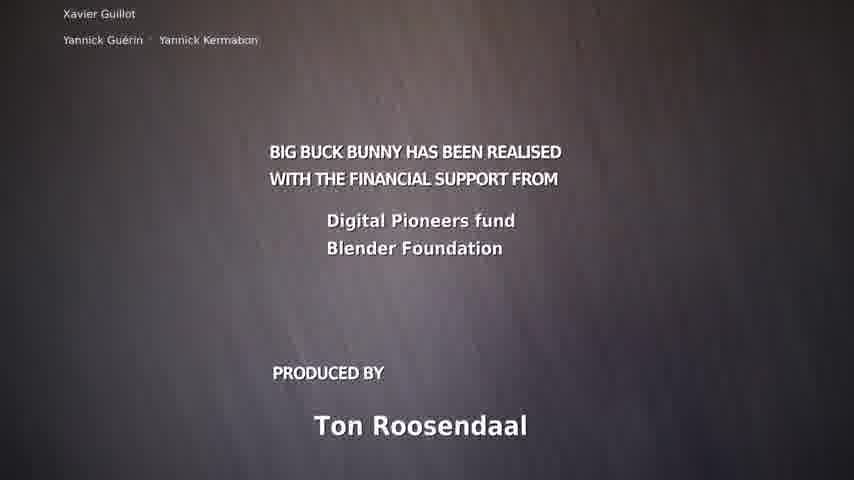 Xavier Guillot
Yannick Guérin · Yannick Kermabon
BIG BUCK BUNNY HAS BEEN REALISED
WITH THE FINANCIAL SUPPORT FROM
Digital Pioneers fund
Blender Foundation
PRODUCED BY
Ton Roosendaal